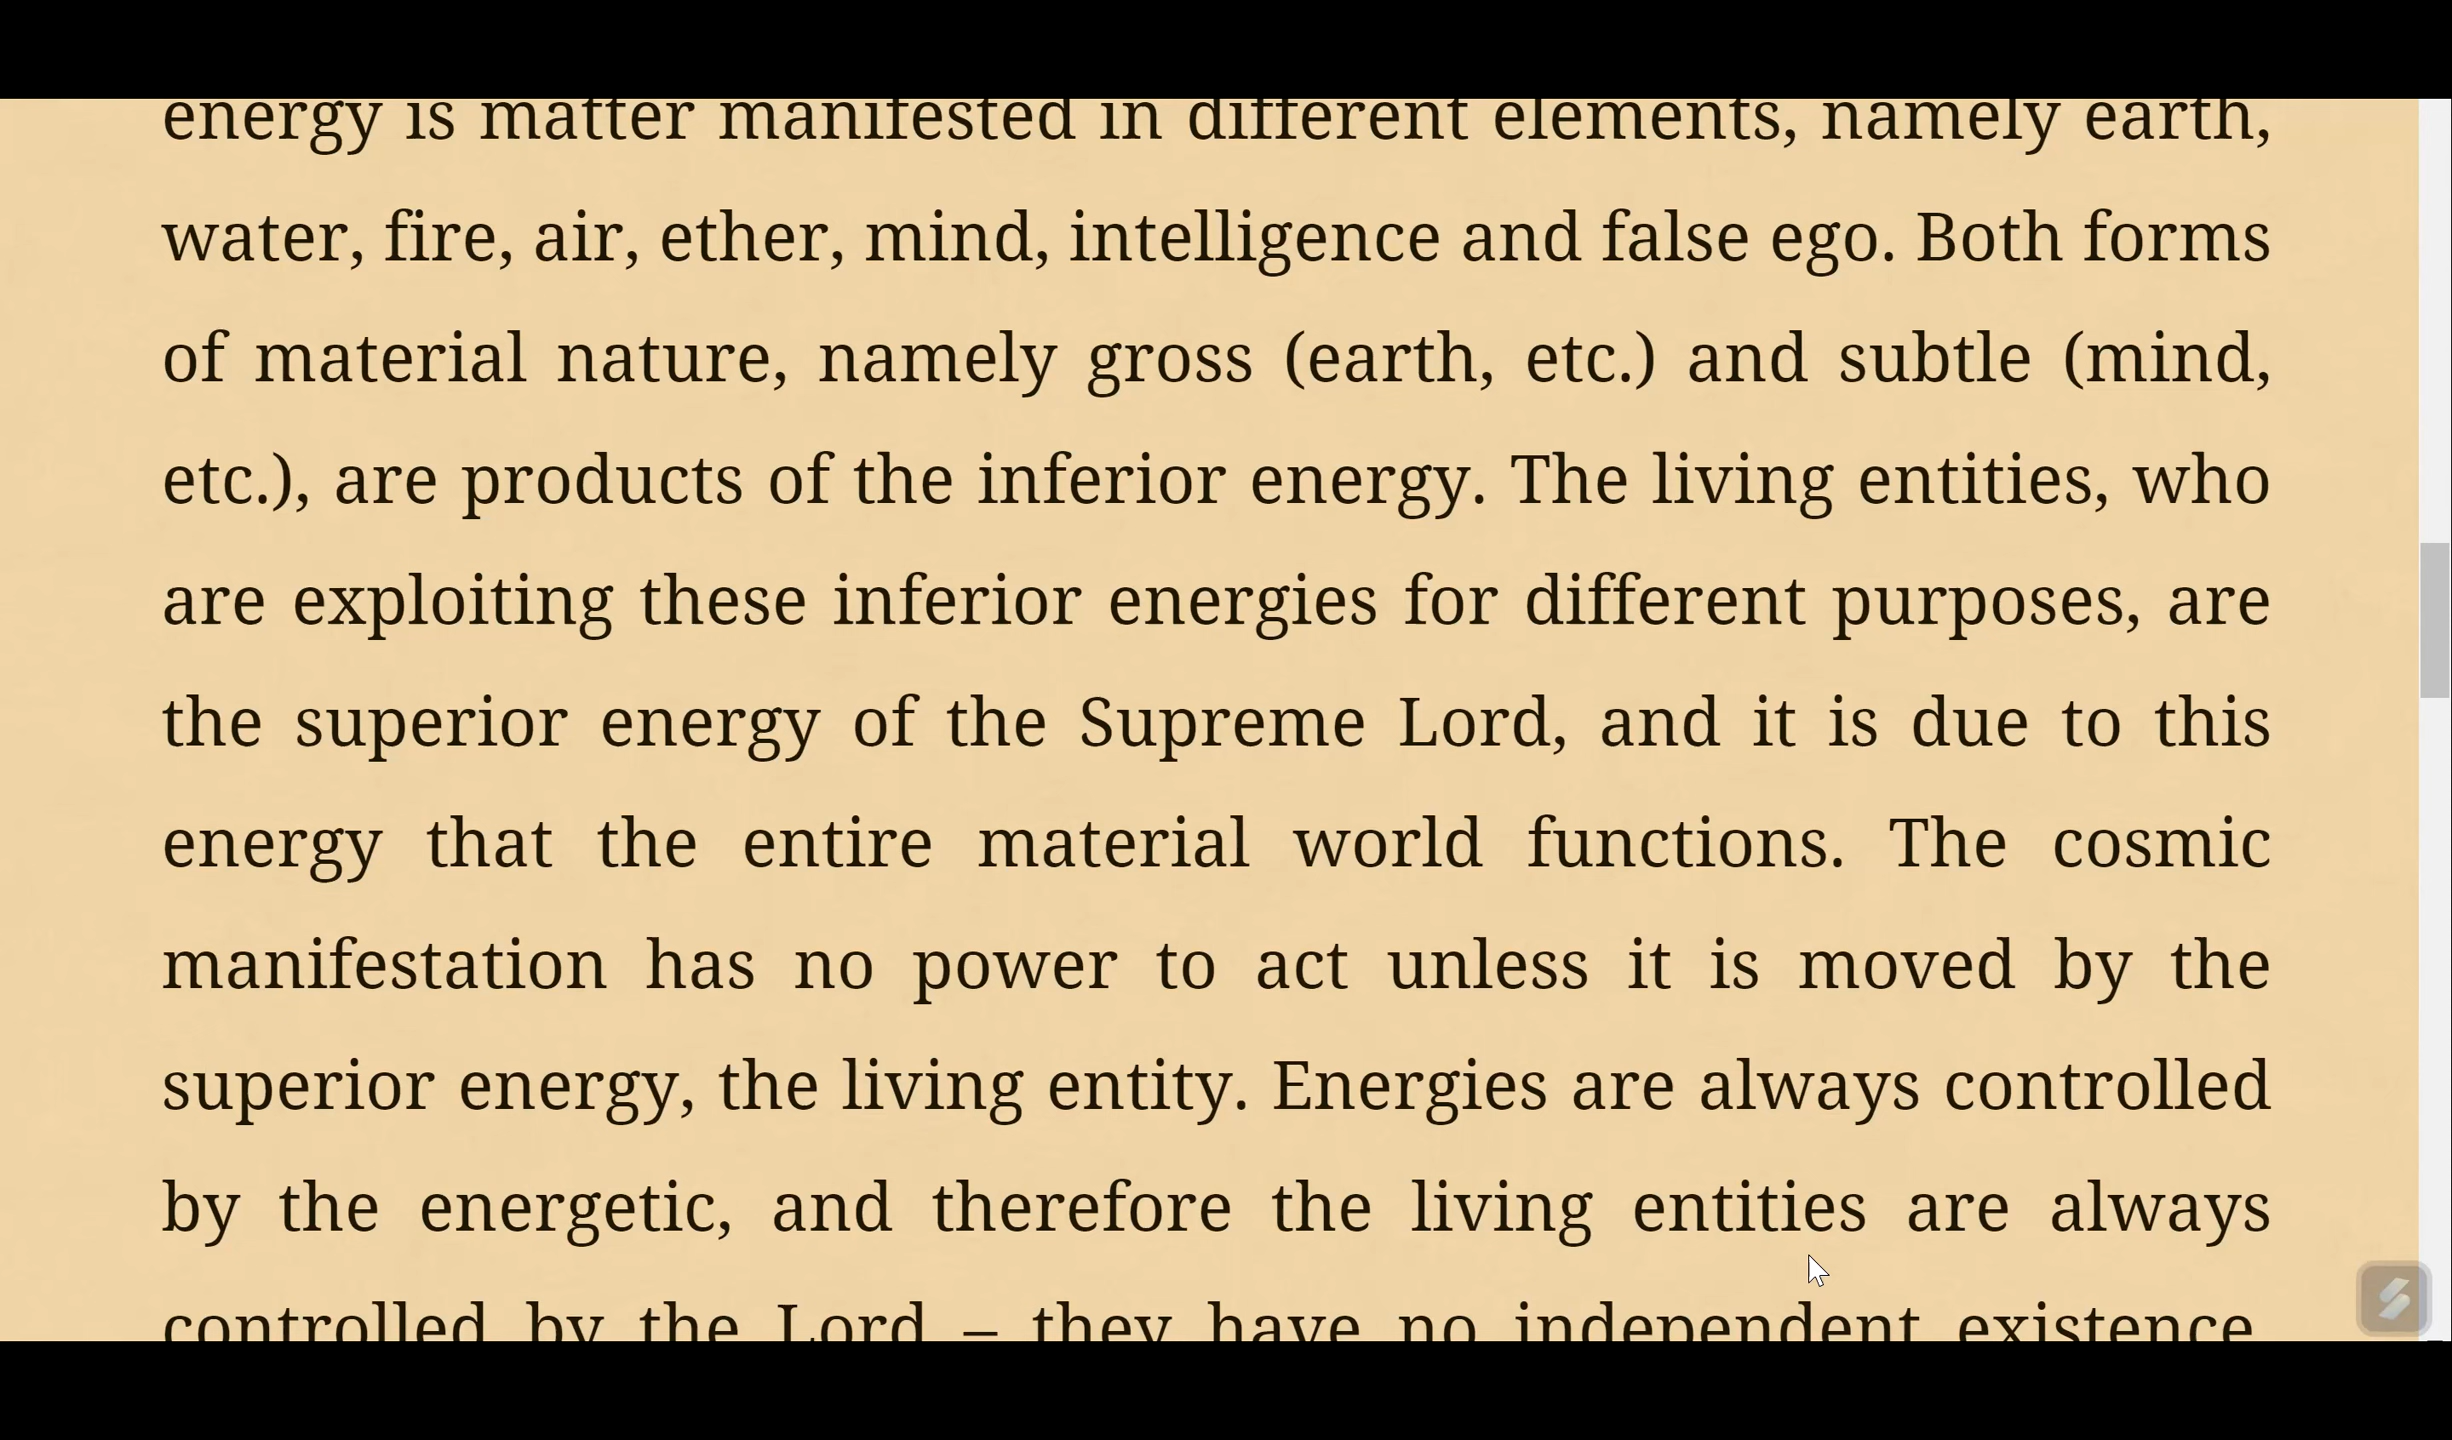 energy is matter manifested in different elements, namely earth,
water, fire, air, ether, mind, intelligence and false ego. Both forms
of material nature, namely gross (earth, etc.) and subtle (mind,
etc.), are products of the inferior energy. The living entities, who
are exploiting these inferior energies for different purposes, are
the superior energy of the Supreme Lord, and it is due to this
energy that the entire material world functions. The cosmic
manifestation has no power to act unless it is moved by the
superior energy, the living entity. Energies are always controlled
by the energetic, and therefore the living entities are always
controlled by the Lord – they have no independent existence.